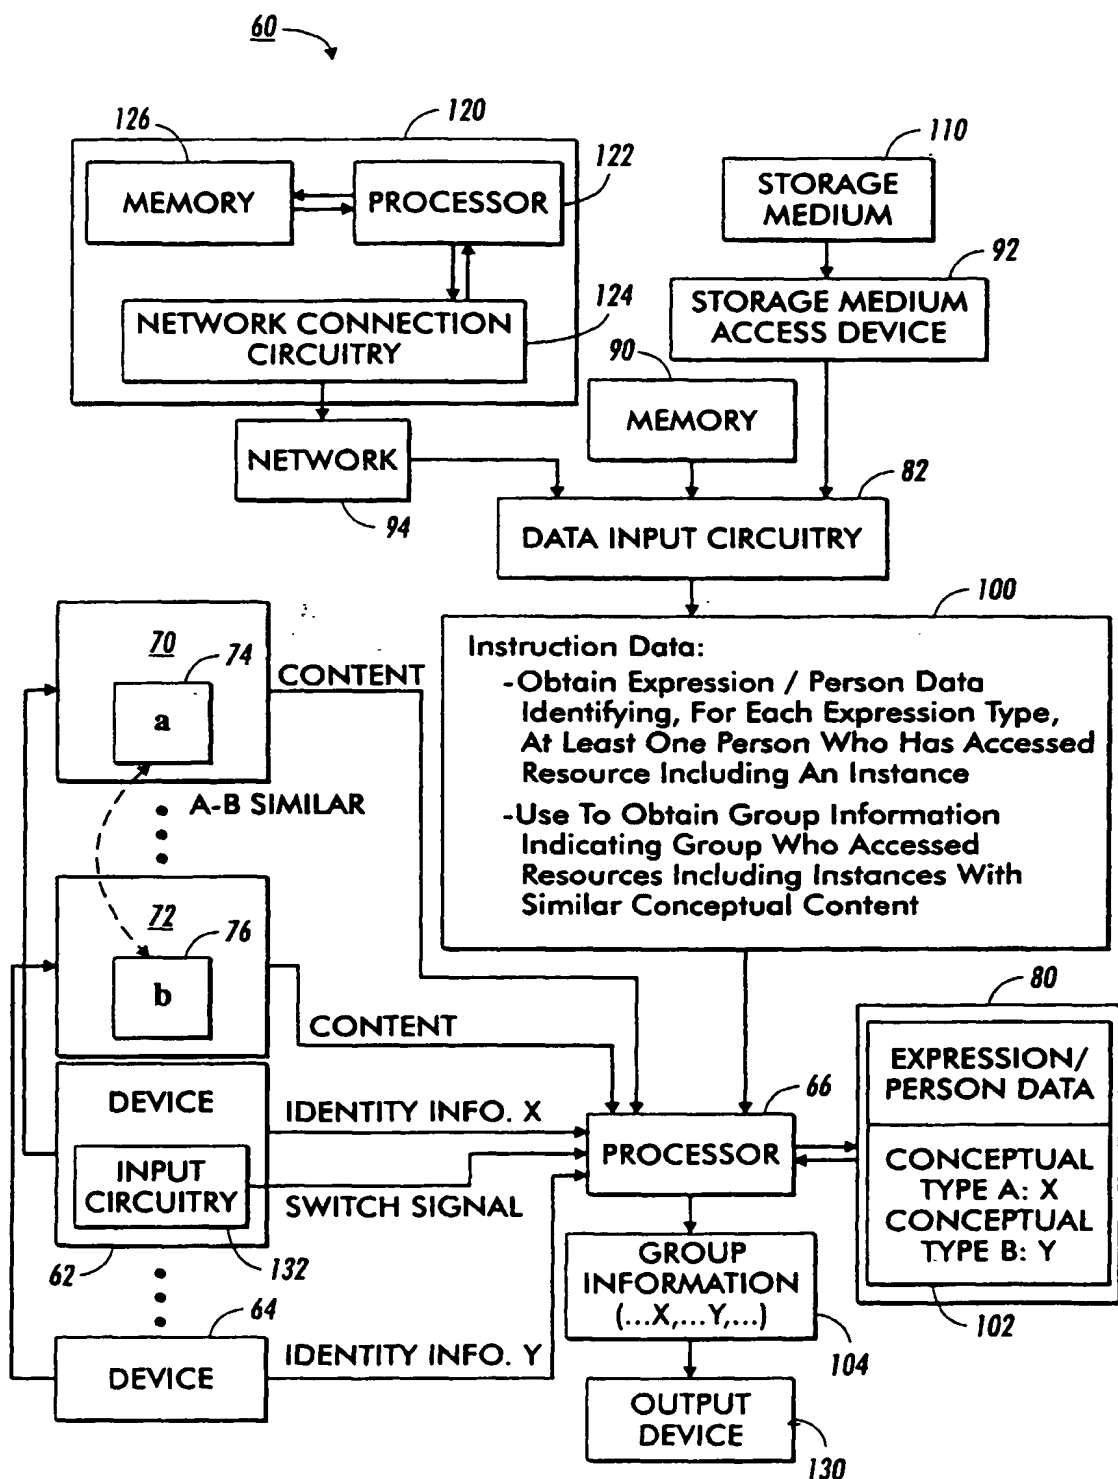 60
126
120
110
MEMORY
PROCESSOR
122
STORAGE
MEDIUM
92
NETWORK CONNECTION
CIRCUITRY
124
STORAGE MEDIUM
ACCESS DEVICE
90
MEMORY
NETWORK
94
82
DATA INPUT CIRCUITRY
100
Instruction Data:
-Obtain Expression / Person Data
Identifying, For Each Expression Type,
At Least One Person Who Has Accessed
Resource Including An Instance
-Use To Obtain Group Information
Indicating Group Who Accessed
Resources Including Instances With
Similar Conceptual Content
70
74
a
CONTENT
A-B SIMILAR
72
76
b
CONTENT
80
EXPRESSION/
PERSON DATA
CONCEPTUAL
TYPE A: X
CONCEPTUAL
TYPE B: Y
102
DEVICE
IDENTITY INFO. X
66
PROCESSOR
INPUT
CIRCUITRY
SWITCH SIGNAL
62
132
GROUP
INFORMATION
(...X,...Y,...)
104
64
DEVICE
IDENTITY INFO. Y
OUTPUT
DEVICE
130